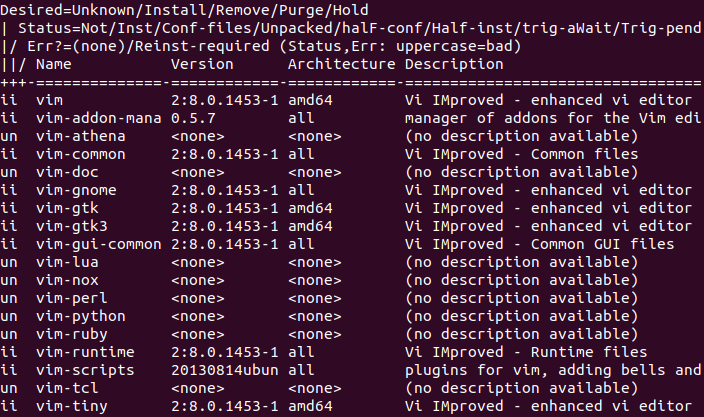 Desired=Unknown/Install/Remove/Purge/Hold
| Status=Not/Inst/Conf-files/Unpacked/halF-conf/Half-inst/trig-aWait/Trig-pend
|/ Err?=(none)/Reinst-required (Status,Err: uppercase=bad)
||/ Name           Version      Architecture Description
+++-==============-============-============-=================================
ii  vim            2:8.0.1453-1 amd64        Vi IMproved - enhanced vi editor
ii  vim-addon-mana 0.5.7        all          manager of addons for the Vim edi
un  vim-athena     <none>       <none>       (no description available)
ii  vim-common     2:8.0.1453-1 all          Vi IMproved - Common files
un  vim-doc        <none>       <none>       (no description available)
ii  vim-gnome      2:8.0.1453-1 all          Vi IMproved - enhanced vi editor
ii  vim-gtk        2:8.0.1453-1 amd64        Vi IMproved - enhanced vi editor
ii  vim-gtk3       2:8.0.1453-1 amd64        Vi IMproved - enhanced vi editor
ii  vim-gui-common 2:8.0.1453-1 all          Vi IMproved - Common GUI files
un  vim-lua        <none>       <none>       (no description available)
un  vim-nox        <none>       <none>       (no description available)
un  vim-perl       <none>       <none>       (no description available)
un  vim-python     <none>       <none>       (no description available)
un  vim-ruby       <none>       <none>       (no description available)
ii  vim-runtime    2:8.0.1453-1 all          Vi IMproved - Runtime files
ii  vim-scripts    20130814ubun all          plugins for vim, adding bells and
un  vim-tcl        <none>       <none>       (no description available)
ii  vim-tiny       2:8.0.1453-1 amd64        Vi IMproved - enhanced vi editor